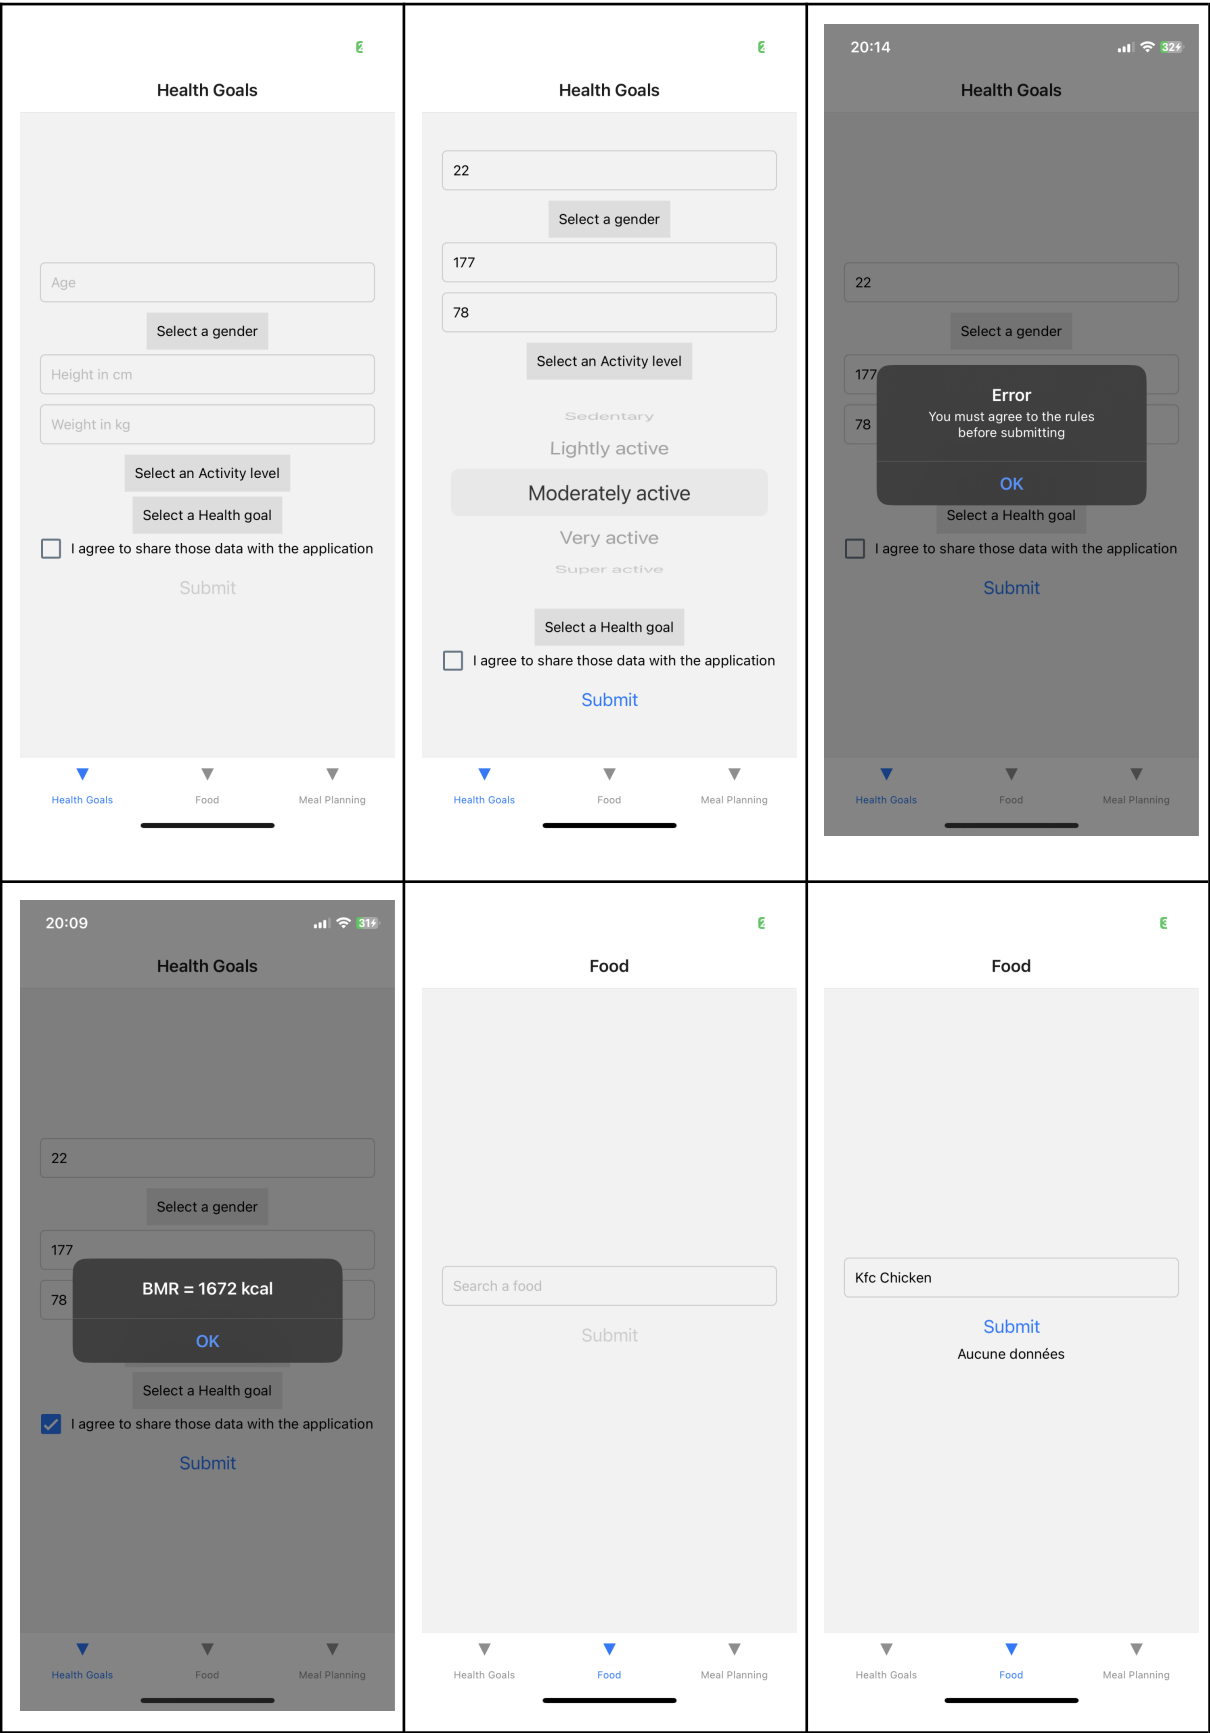 Health Goals
Age
Select a gender
Height in cm
Weight in kg
Select an Activity level
Select a Health goal
I agree to share those data with the application
Submit
Health Goals
Food
Meal Planning
Health Goals
22
Select a gender
177
78
Select an Activity level
Sedentary
Lightly active
Moderately active
Very active
Super active
Select a Health goal
I agree to share those data with the application
Submit
Health Goals
Food
Meal Planning
20:14
32
Health Goals
22
Select a gender
177
78
Error
You must agree to the rules
before submitting
OK
Select a Health goal
I agree to share those data with the application
Submit
Health Goals
Food
Meal Planning
20:09
31
Health Goals
22
Select a gender
177
78
BMR = 1672 kcal
OK
Select a Health goal
I agree to share those data with the application
Submit
Health Goals
Food
Meal Planning
Food
Search a food
Submit
Health Goals
Food
Meal Planning
Food
Kfc Chicken
Submit
Aucune données
Health Goals
Food
Meal Planning